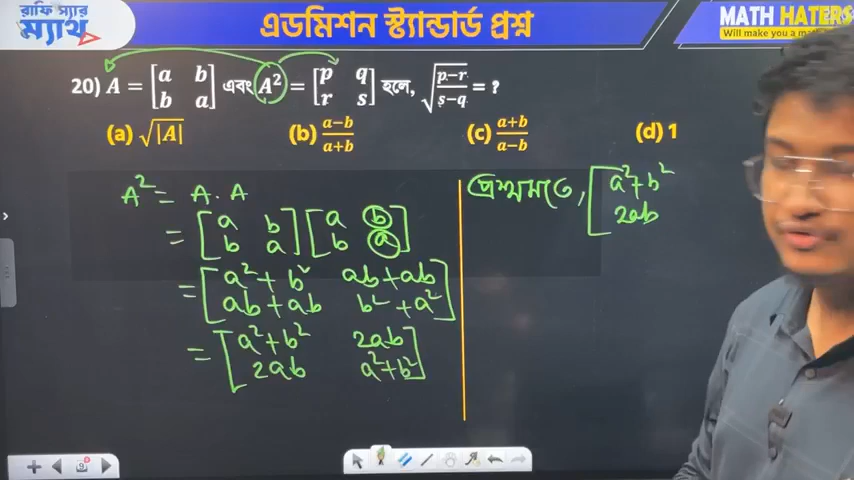 রাফি স্যার
ম্যাথ
এডমিশন স্ট্যান্ডার্ড প্রশ্ন
MATH HATERS
Will make you a mat
20) A = [a b; b a] এবং A² = [p q; r s] হলে, √((p−r)/(s−q)) = ?
(a) √|A|
(b) (a−b)/(a+b)
(c) (a+b)/(a−b)
(d) 1
A² = A . A
= [a b; b a] [a b; b a]
= [a² + b² ab + ab; ab + ab b² + a²]
= [a² + b² 2ab; 2ab a² + b²]
প্রশ্নমতে, [a² + b²
2ab